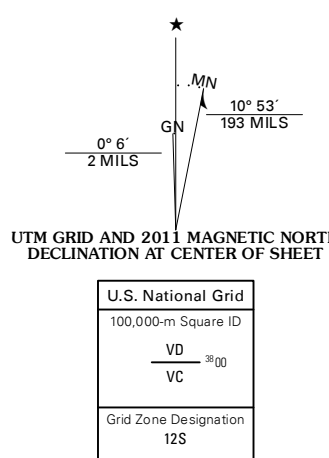 ★
MN
GN
10° 53´
193 MILS
0° 6´
2 MILS
UTM GRID AND 2011 MAGNETIC NORTH
DECLINATION AT CENTER OF SHEET
U.S. National Grid
100,000-m Square ID
VD
3800
VC
Grid Zone Designation
12S